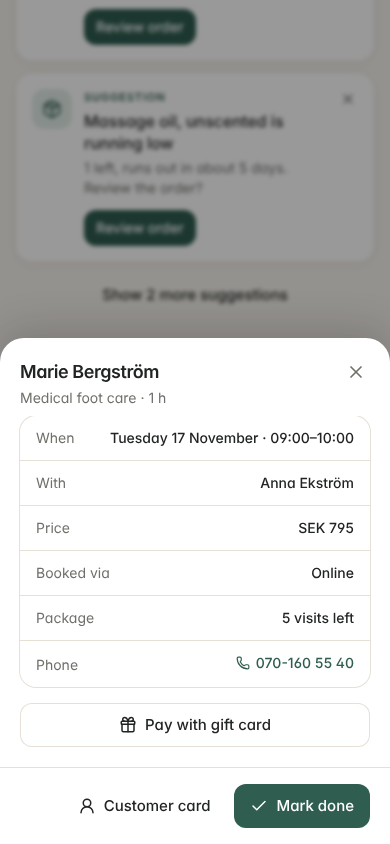 Review order
SUGGESTION
Massage oil, unscented is
running low
1 left, runs out in about 5 days.
Review the order?
Review order
Show 2 more suggestions
Marie Bergström
Medical foot care · 1 h
When
Tuesday 17 November · 09:00–10:00
With
Anna Ekström
Price
SEK 795
Booked via
Online
Package
5 visits left
Phone
070-160 55 40
Pay with gift card
Customer card
Mark done